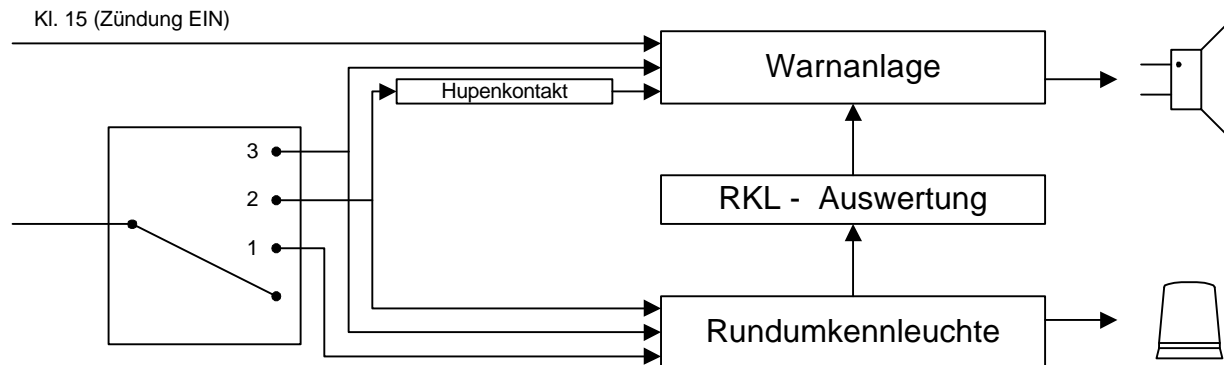 Kl. 15 (Zündung EIN)
Warnanlage
Hupenkontakt
3
2
RKL - Auswertung
1
Rundumkennleuchte